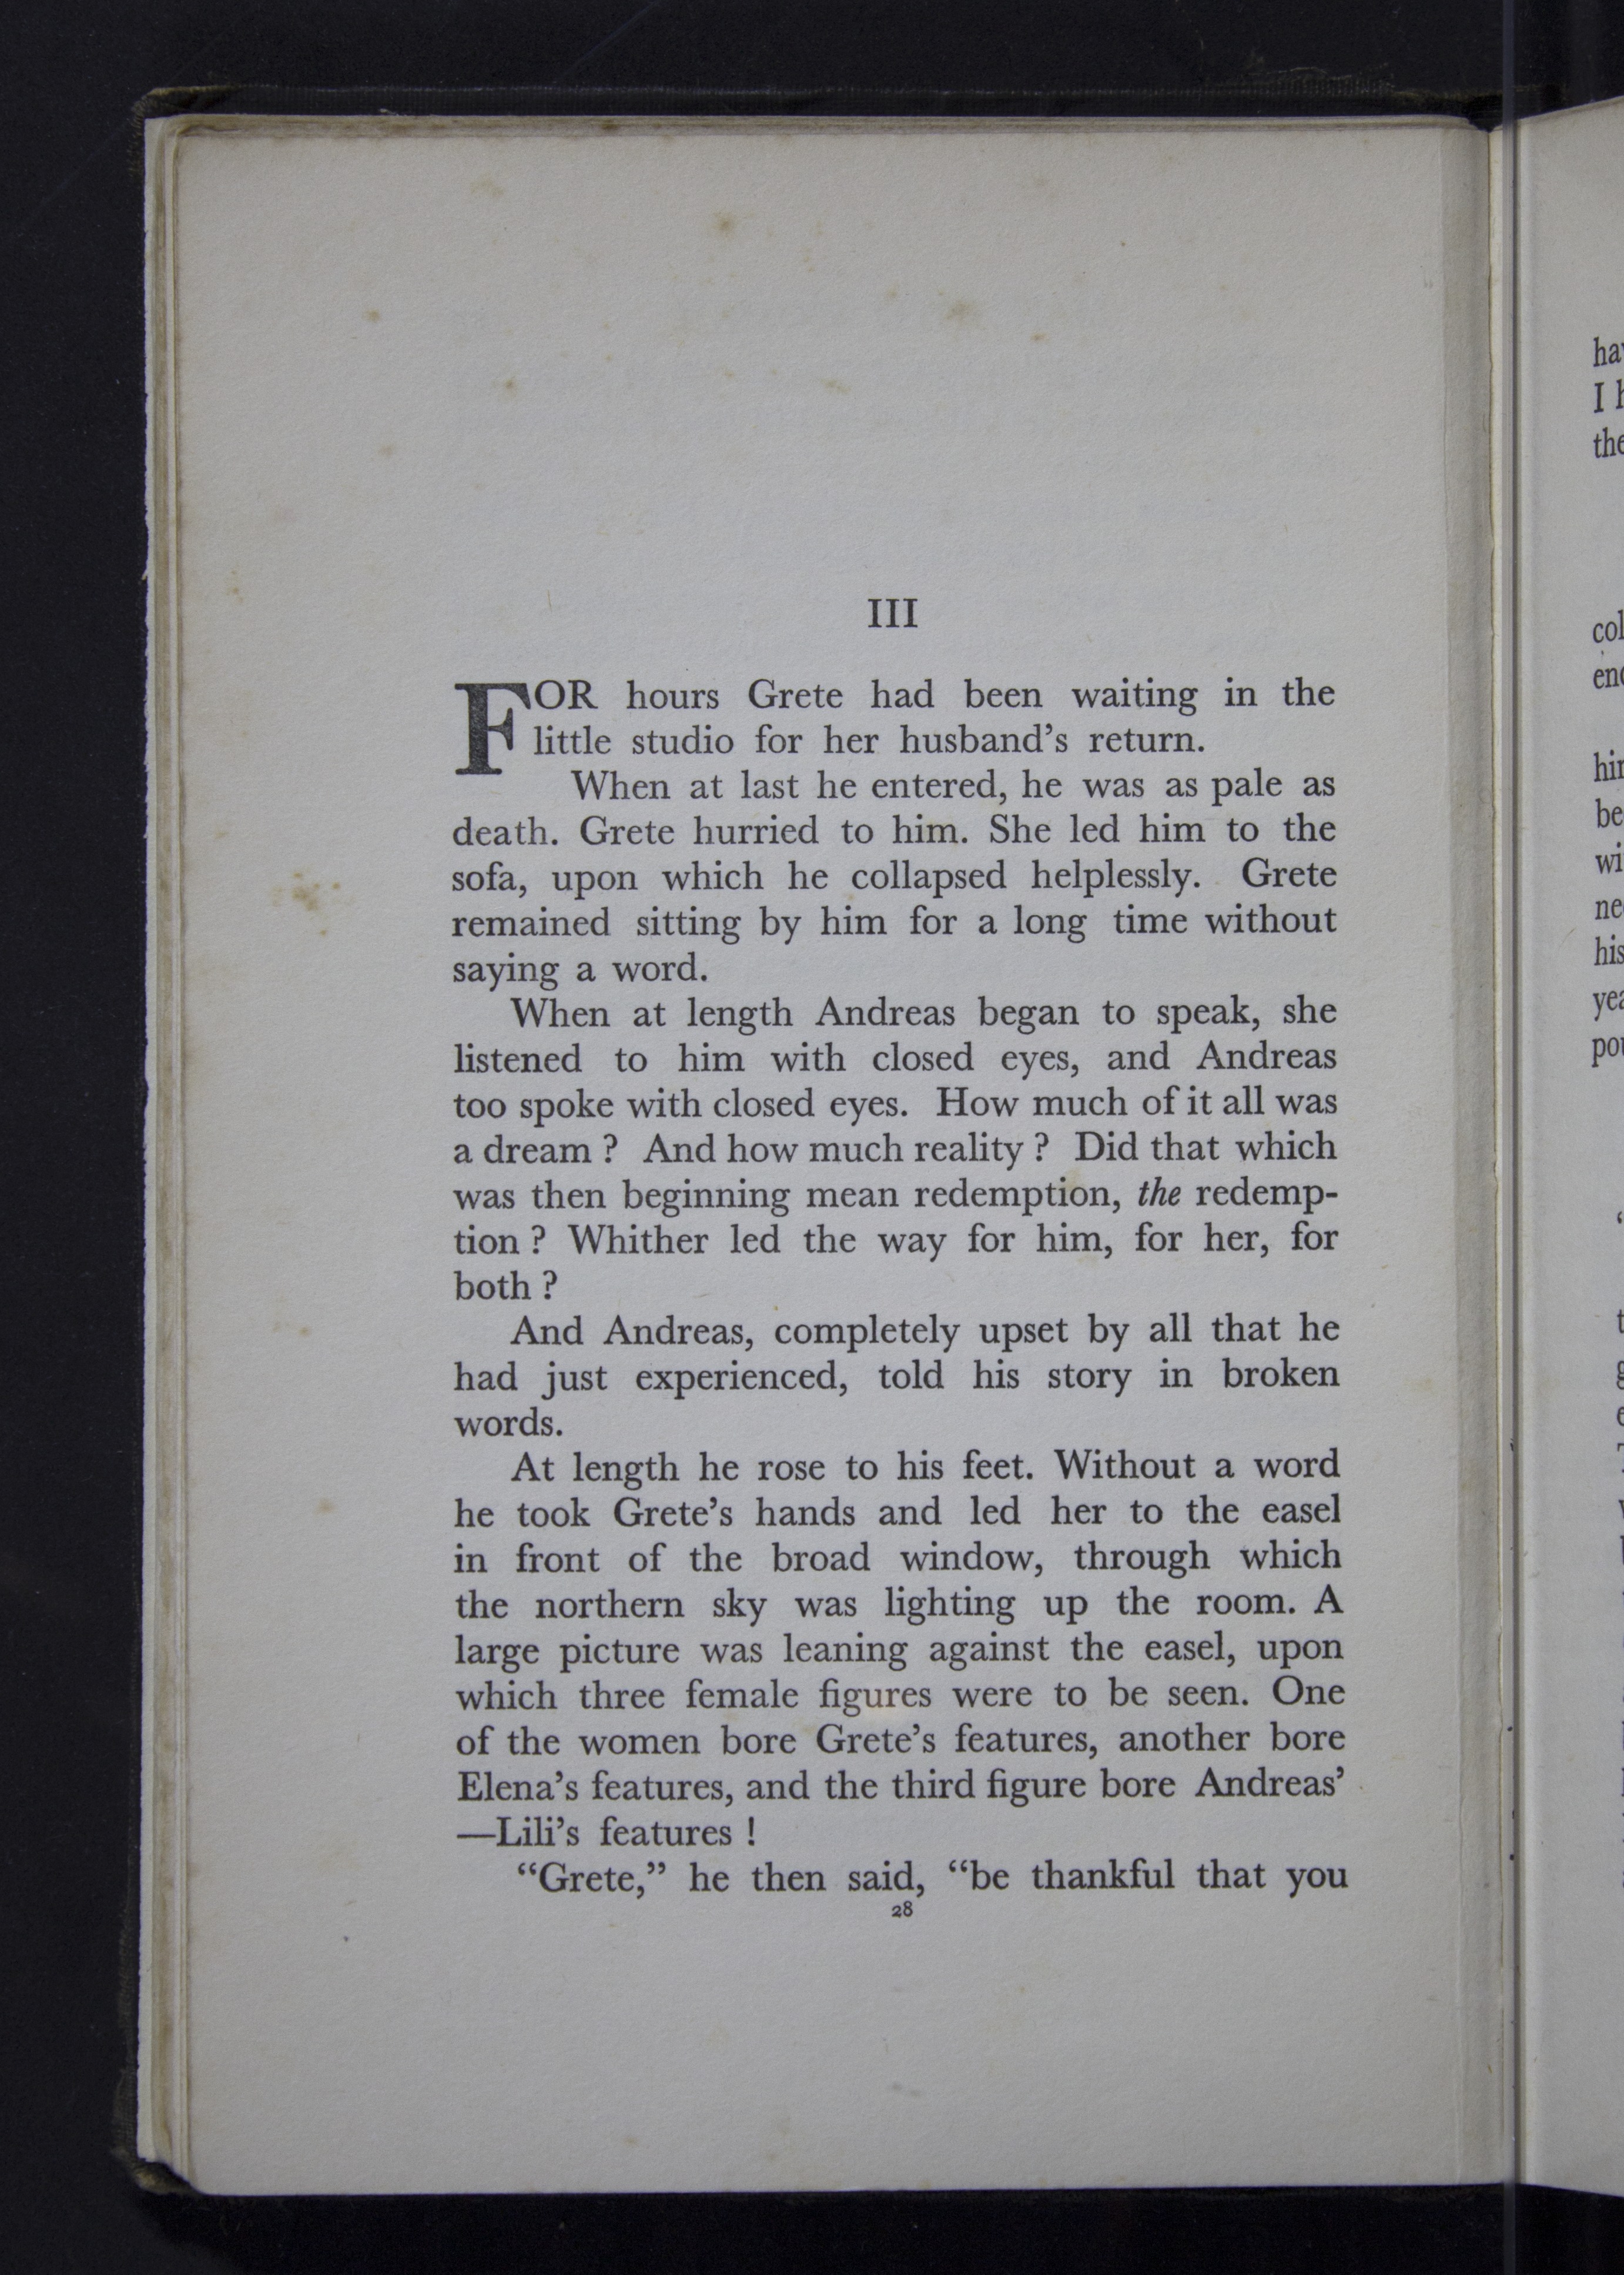 III
FOR hours Grete had been waiting in the
little studio for her husband's return.
When at last he entered, he was as pale as
death. Grete hurried to him. She led him to the
sofa, upon which he collapsed helplessly. Grete
remained sitting by him for a long time without
saying a word.
When at length Andreas began to speak, she
listened to him with closed eyes, and Andreas
too spoke with closed eyes. How much of it all was
a dream ? And how much reality ? Did that which
was then beginning mean redemption, the redemp-
tion ? Whither led the way for him, for her, for
both ?
And Andreas, completely upset by all that he
had just experienced, told his story in broken
words.
At length he rose to his feet. Without a word
he took Grete's hands and led her to the easel
in front of the broad window, through which
the northern sky was lighting up the room. A
large picture was leaning against the easel, upon
which three female figures were to be seen. One
of the women bore Grete's features, another bore
Elena's features, and the third figure bore Andreas'
—Lili's features !
“Grete,” he then said, “be thankful that you
28